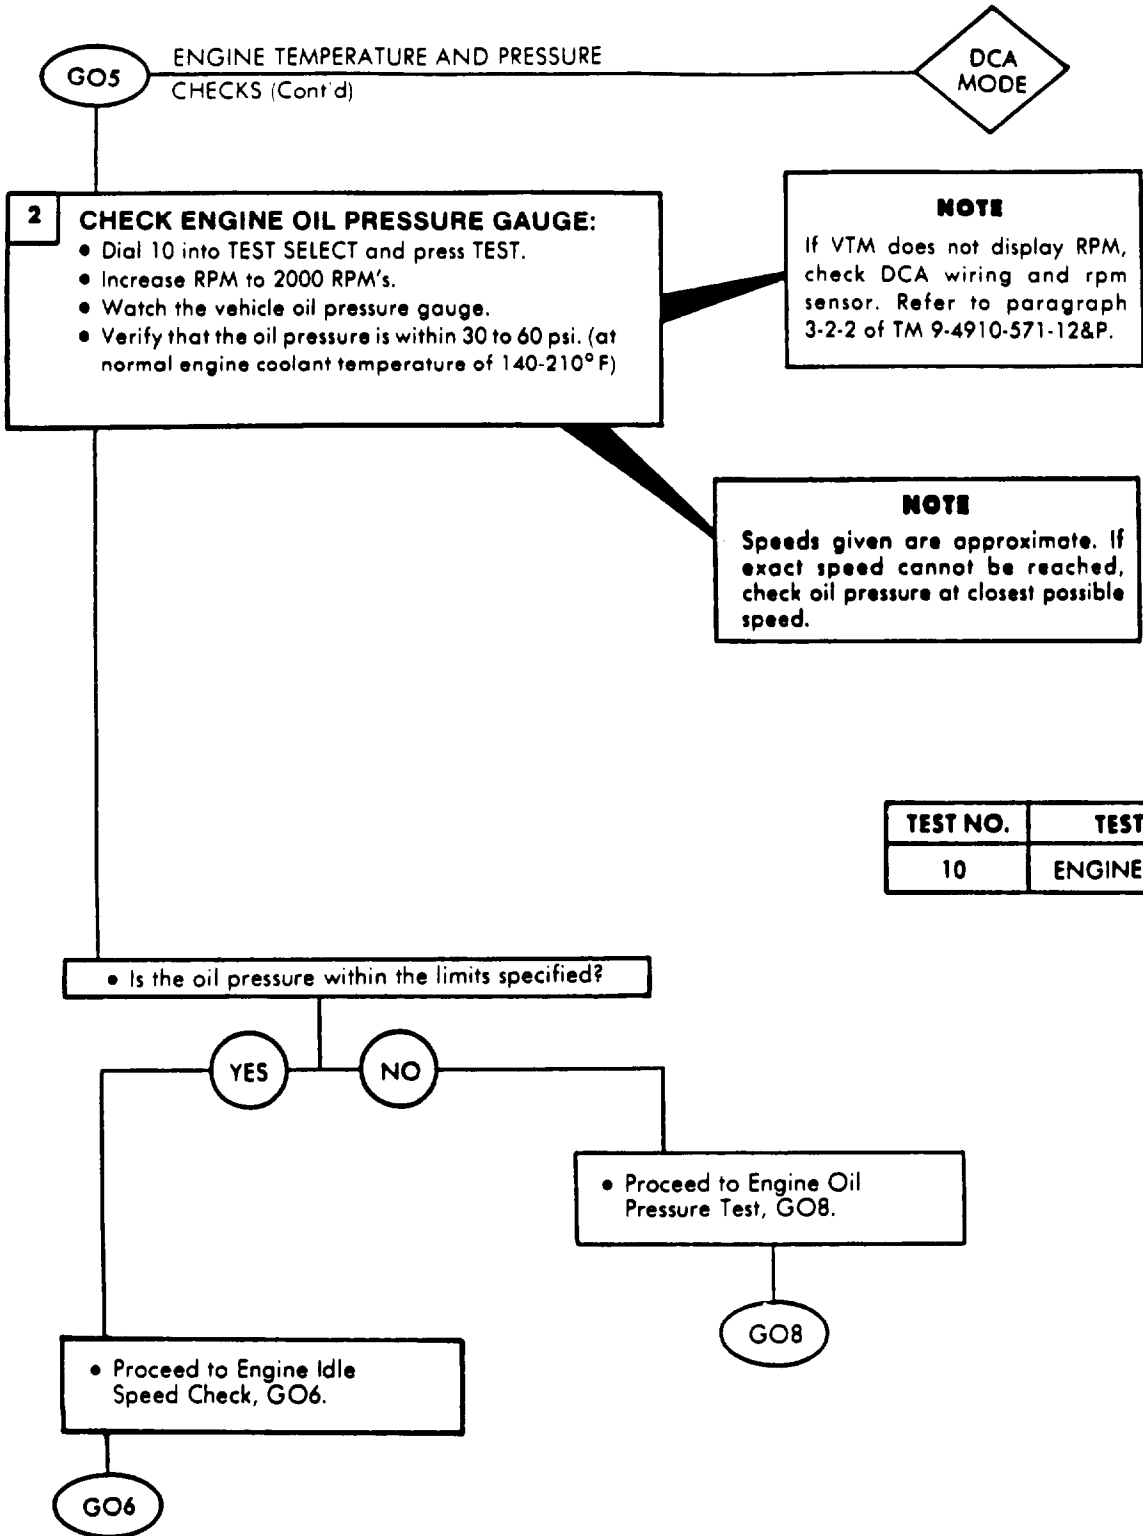 GO5
ENGINE TEMPERATURE AND PRESSURE
CHECKS (Cont'd)
DCA
MODE
2
CHECK ENGINE OIL PRESSURE GAUGE:
• Dial 10 into TEST SELECT and press TEST.
• Increase RPM to 2000 RPM's.
• Watch the vehicle oil pressure gauge.
• Verify that the oil pressure is within 30 to 60 psi. (at
normal engine coolant temperature of 140-210° F)
NOTE
If VTM does not display RPM,
check DCA wiring and rpm
sensor. Refer to paragraph
3-2-2 of TM 9-4910-571-12&P.
NOTE
Speeds given are approximate. If
exact speed cannot be reached,
check oil pressure at closest possible
speed.
TEST NO. TEST
10 ENGINE
• Is the oil pressure within the limits specified?
YES NO
• Proceed to Engine Oil
Pressure Test, GO8.
GO8
• Proceed to Engine Idle
Speed Check, GO6.
GO6